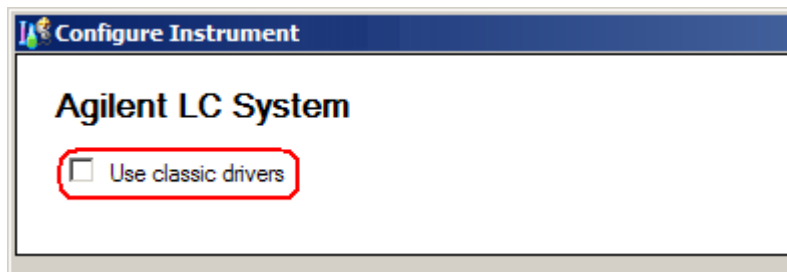 Configure Instrument
Agilent LC System
Use classic drivers